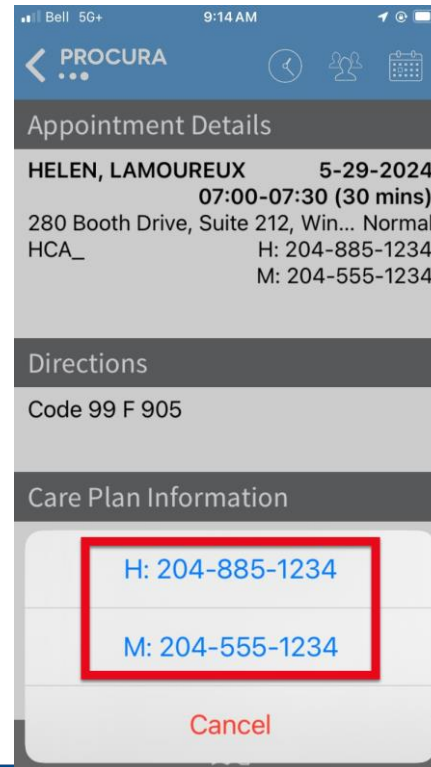 Bell 5G+ 9:14 AM
PROCURA
Appointment Details
HELEN, LAMOUREUX 5-29-2024
07:00-07:30 (30 mins)
280 Booth Drive, Suite 212, Win... Normal
HCA_ H: 204-885-1234
M: 204-555-1234
Directions
Code 99 F 905
Care Plan Information
H: 204-885-1234
M: 204-555-1234
Cancel